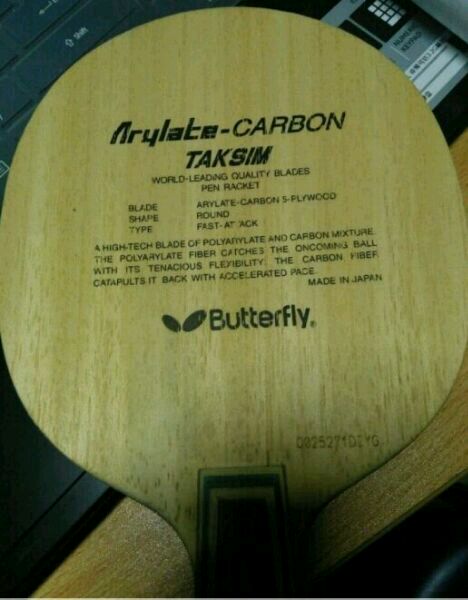 Arylate-CARBON
TAKSIM
WORLD-LEADING QUALITY BLADES
PEN RACKET
BLADE ARYLATE-CARBON 5-PLYWOOD
SHAPE ROUND
TYPE FAST-ATTACK
A HIGH-TECH BLADE OF POLYARYLATE AND CARBON MIXTURE.
THE POLYARYLATE FIBER CATCHES THE ONCOMING BALL
WITH ITS TENACIOUS FLEXIBILITY. THE CARBON FIBER
CATAPULTS IT BACK WITH ACCELERATED PACE.
MADE IN JAPAN
Butterfly®